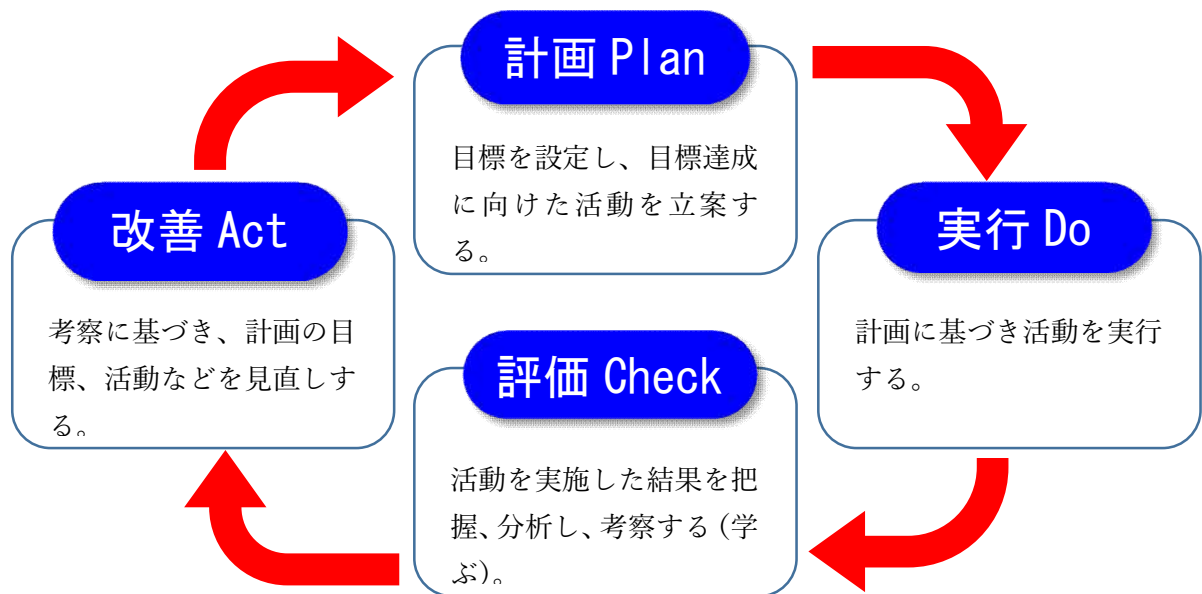 計画 Plan
目標を設定し、目標達成
に向けた活動を立案す
る。
実行 Do
計画に基づき活動を実行
する。
評価 Check
活動を実施した結果を把
握、分析し、考察する(学
ぶ)。
改善 Act
考察に基づき、計画の目
標、活動などを見直しす
る。